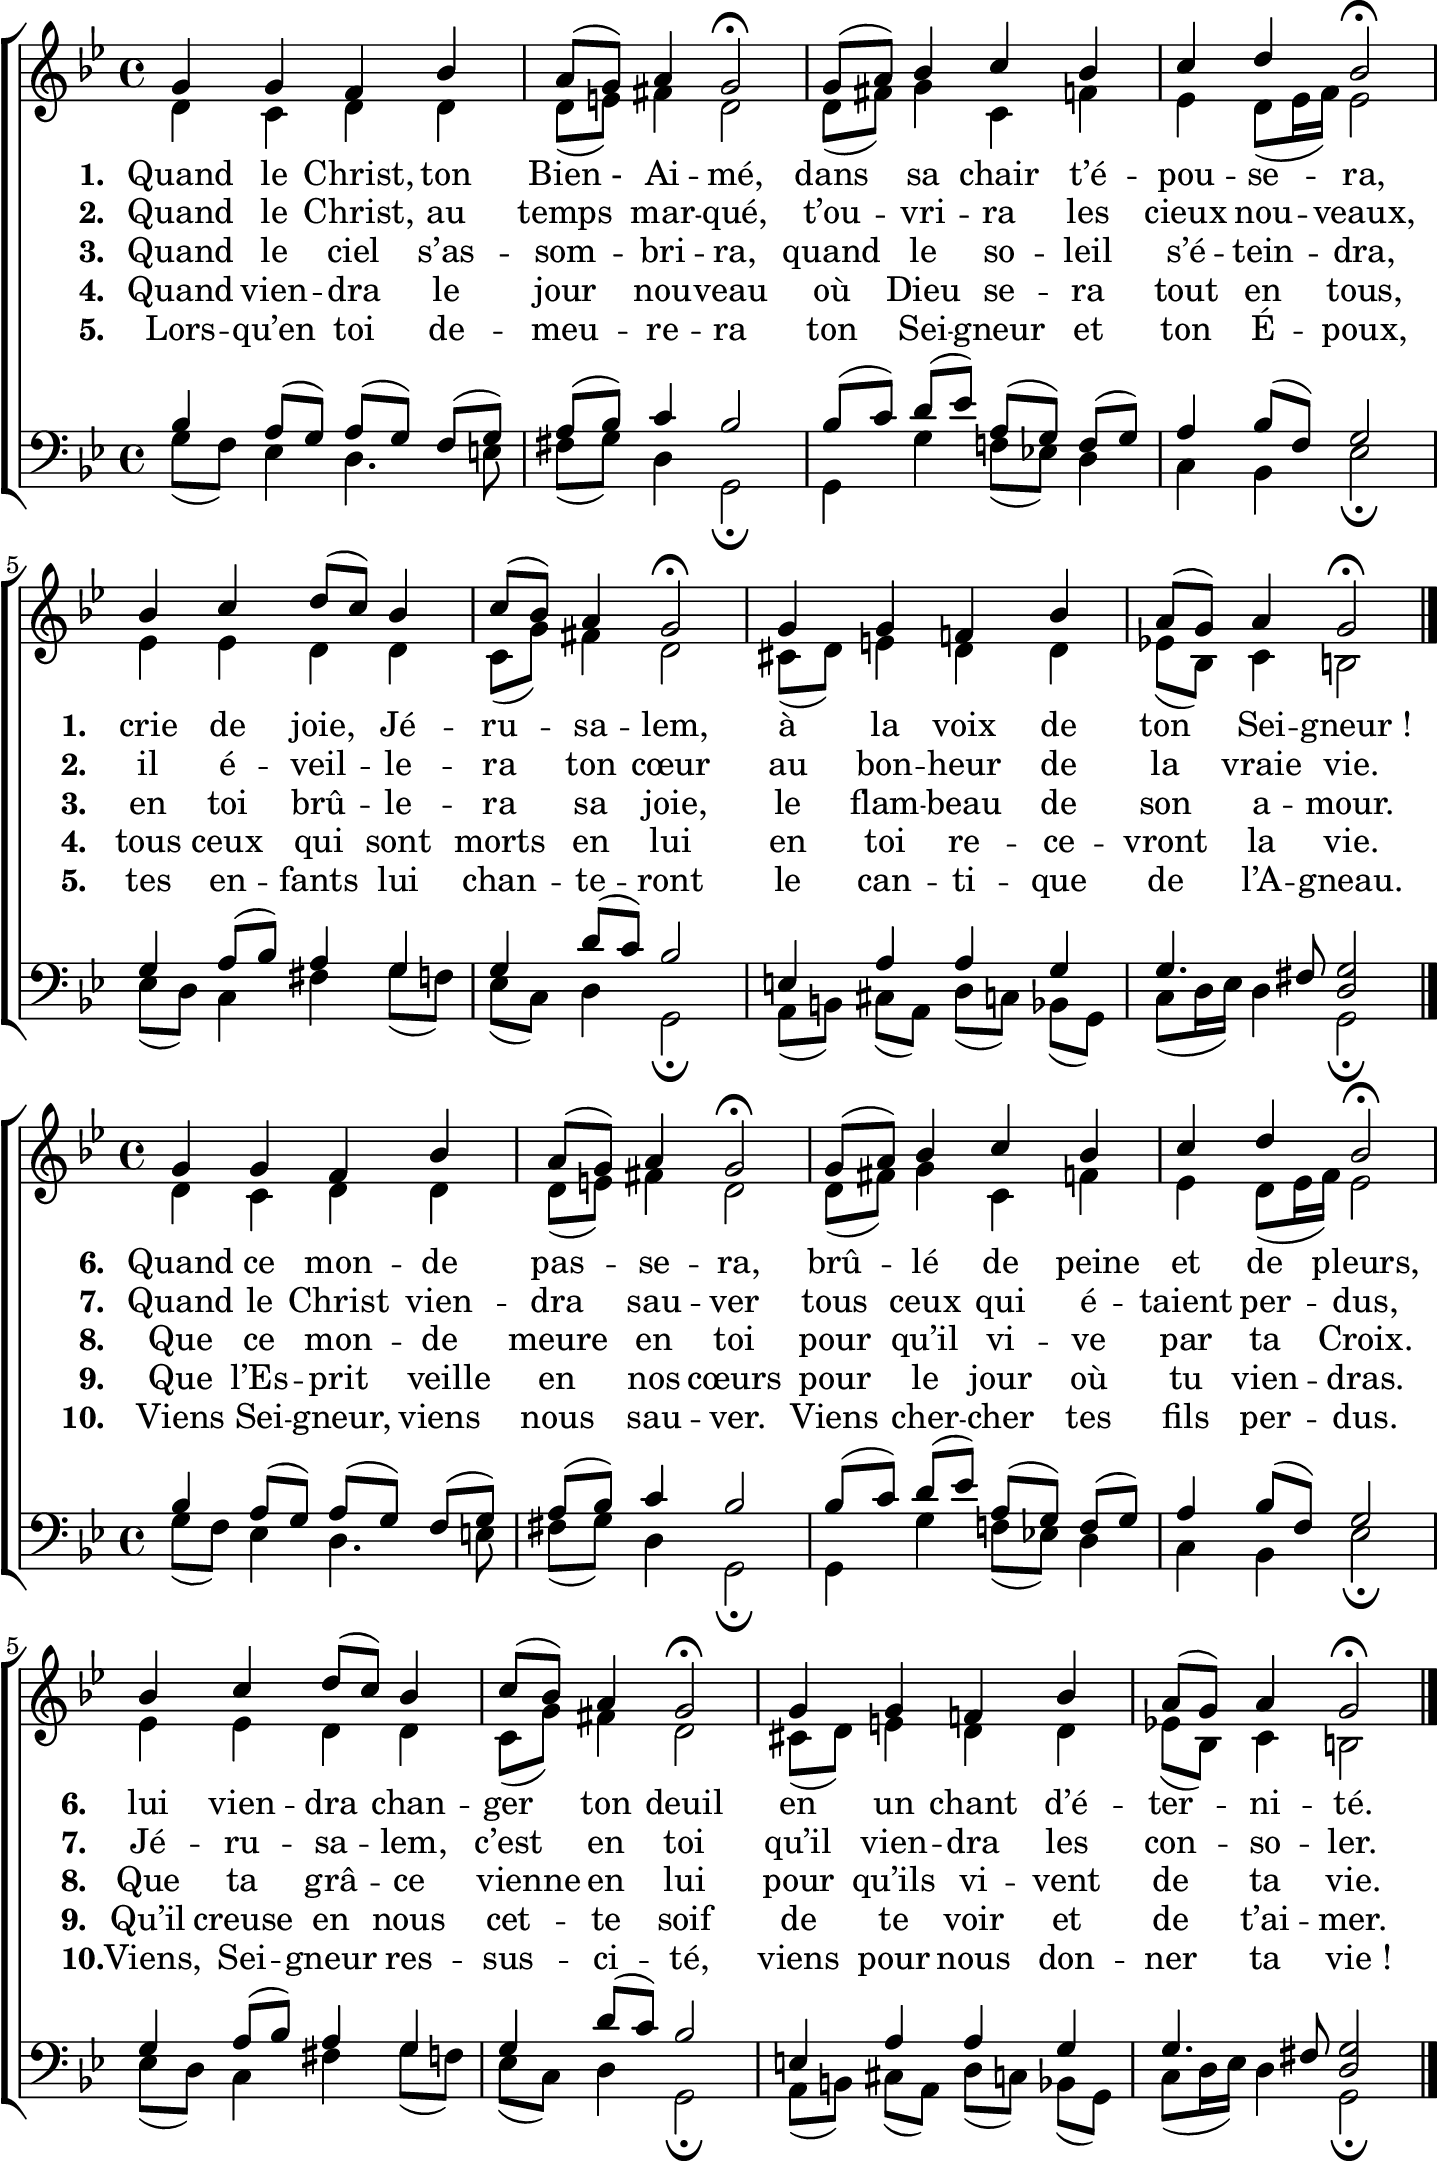 1. Quand le Christ, ton Bien - Ai -- mé, dans sa chair t’é -- pou -- se -- ra,
2. Quand le Christ, au temps mar -- qué, t’ou -- vri -- ra les cieux nou -- veaux,
3. Quand le ciel s’as -- som -- bri -- ra, quand le so -- leil s’é -- tein -- dra,
4. Quand vien -- dra le jour nou -- veau où Dieu se -- ra tout en tous,
5. Lors -- qu’en toi de -- meu -- re -- ra ton Sei -- gneur et ton É -- poux,
5
1. crie de joie, Jé -- ru -- sa -- lem, à la voix de ton Sei -- gneur !
2. il é -- veil -- le -- ra ton cœur au bon -- heur de la vraie vie.
3. en toi brû -- le -- ra sa joie, le flam -- beau de son a -- mour.
4. tous ceux qui sont morts en lui en toi re -- ce -- vront la vie.
5. tes en -- fants lui chan -- te -- ront le can -- ti -- que de l’A -- gneau.
6. Quand ce mon -- de pas -- se -- ra, brû -- lé de peine et de pleurs,
7. Quand le Christ vien -- dra sau -- ver tous ceux qui é -- taient per -- dus,
8. Que ce mon -- de meure en toi pour qu’il vi -- ve par ta Croix.
9. Que l’Es -- prit veille en nos cœurs pour le jour où tu vien -- dras.
10. Viens Sei -- gneur, viens nous sau -- ver. Viens cher -- cher tes fils per -- dus.
5
6. lui vien -- dra chan -- ger ton deuil en un chant d’é -- ter -- ni -- té.
7. Jé -- ru -- sa -- lem, c’est en toi qu’il vien -- dra les con -- so -- ler.
8. Que ta grâ -- ce vienne en lui pour qu’ils vi -- vent de ta vie.
9. Qu’il creuse en nous cet -- te soif de te voir et de t’ai -- mer.
10. Viens, Sei -- gneur res -- sus -- ci -- té, viens pour nous don -- ner ta vie !